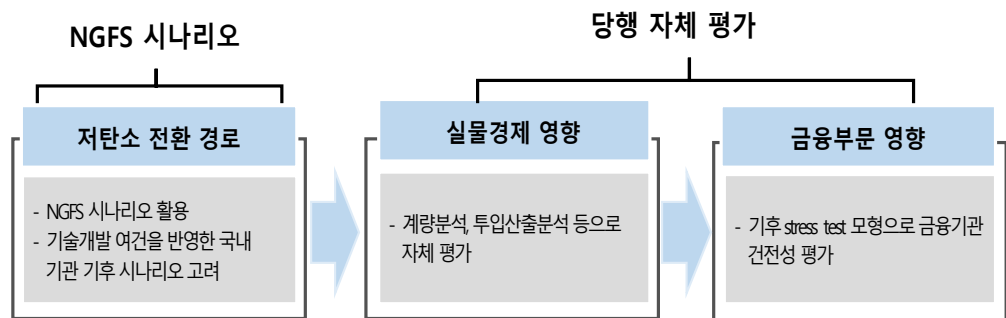 NGFS 시나리오
당행 자체 평가
저탄소 전환 경로
- NGFS 시나리오 활용
- 기술개발 여건을 반영한 국내
기관 기후 시나리오 고려
실물경제 영향
- 계량분석, 투입산출분석 등으로
자체 평가
금융부문 영향
- 기후 stress test 모형으로 금융기관
건전성 평가